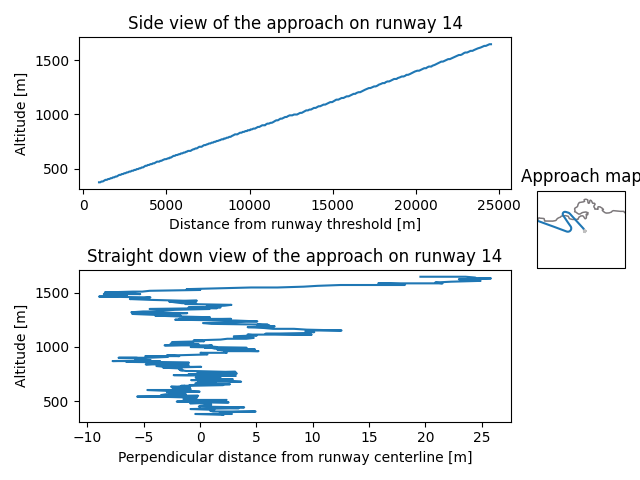 Side view of the approach on runway 14
Altitude [m]
1500
1000
500
0
5000
10000
15000
20000
25000
Distance from runway threshold [m]
Approach map
Straight down view of the approach on runway 14
Altitude [m]
1500
1000
500
−10
−5
0
5
10
15
20
25
Perpendicular distance from runway centerline [m]